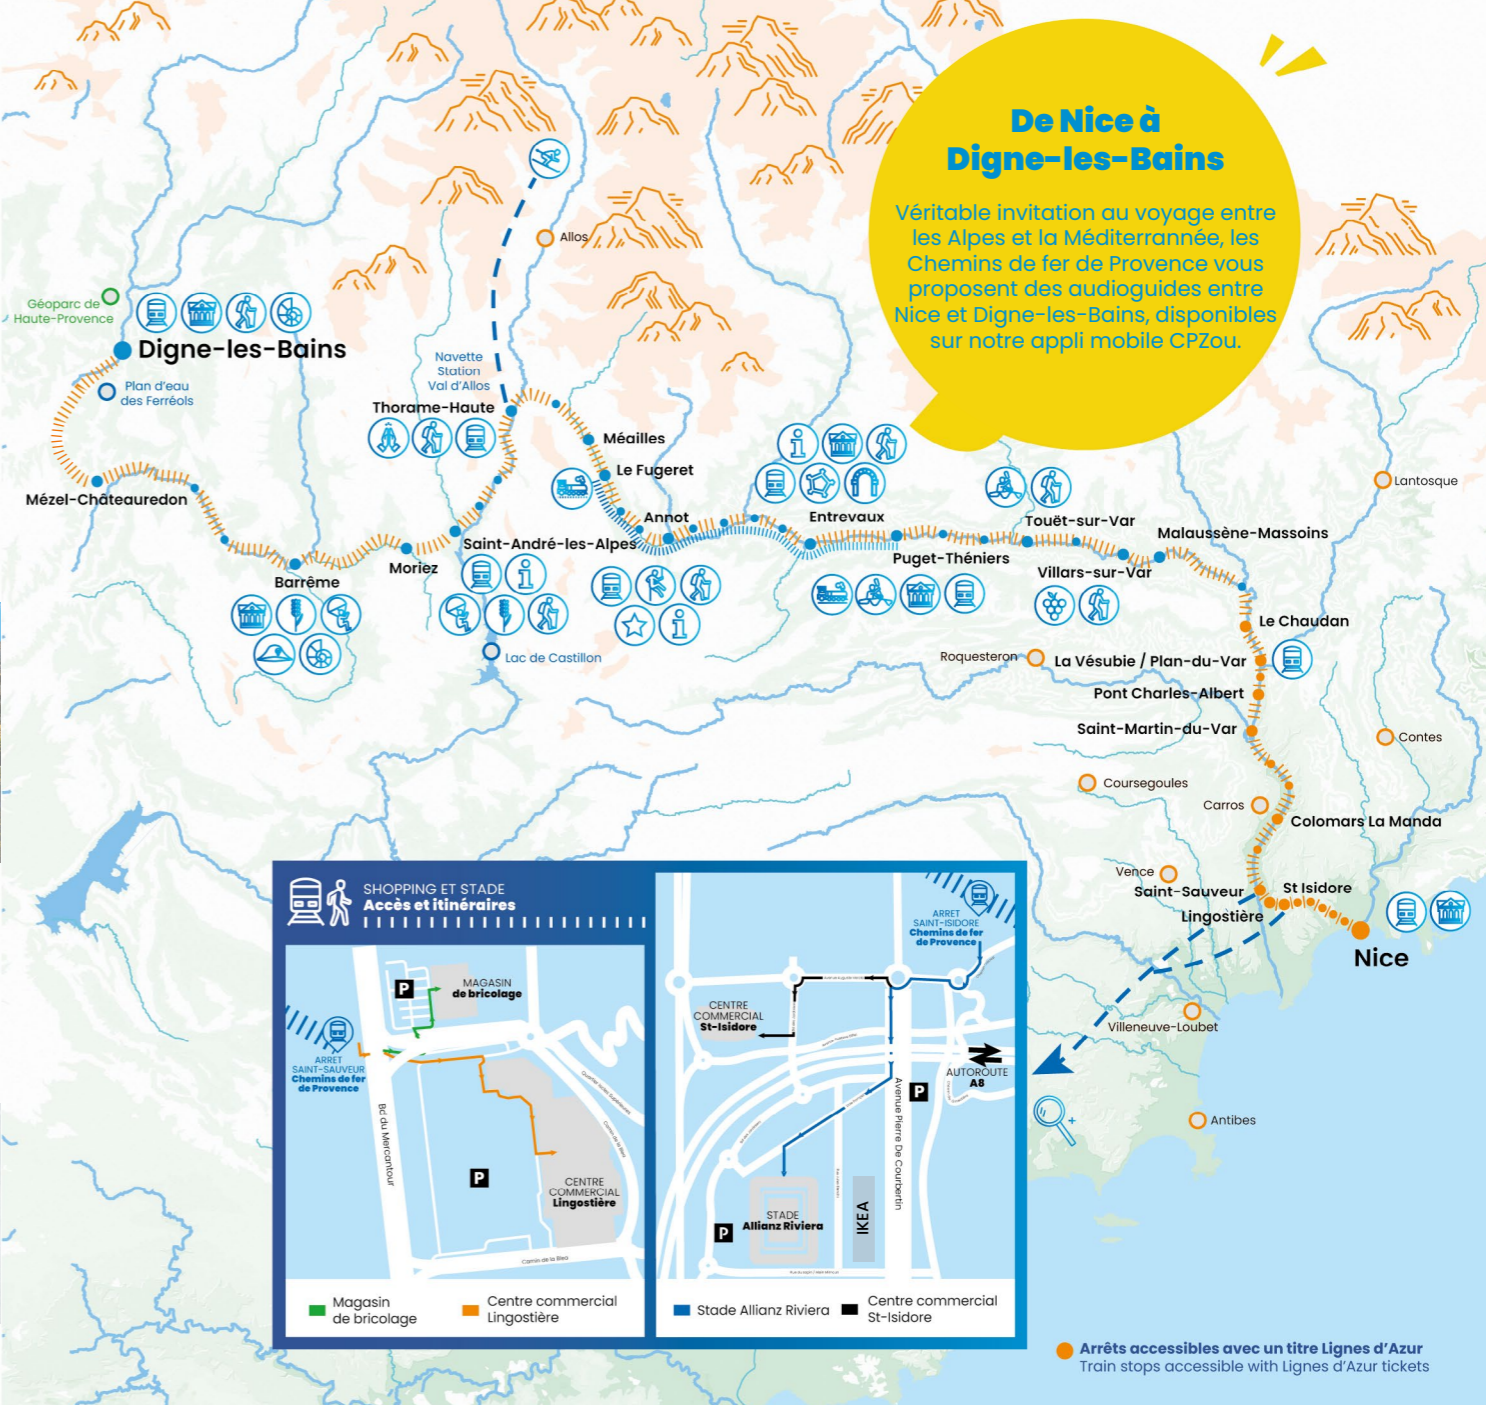 De Nice à
Digne-les-Bains
Véritable invitation au voyage entre
les Alpes et la Méditerrannée, les
Chemins de fer de Provence vous
proposent des audioguides entre
Nice et Digne-les-Bains, disponibles
sur notre appli mobile CPZou.
Allos
Géoparc de
Haute-Provence
Digne-les-Bains
Plan d'eau
des Ferréols
Navette
Station
Val d'Allos
Thorame-Haute
Méailles
Le Fugeret
Mézel-Châteauredon
Annot
Entrevaux
Lantosque
Touët-sur-Var
Malaussène-Massoins
Saint-André-les-Alpes
Puget-Théniers
Moriez
Villars-sur-Var
Barrême
Le Chaudan
Lac de Castillon
Roquesteron
La Vésubie / Plan-du-Var
Pont Charles-Albert
Saint-Martin-du-Var
Contes
Coursegoules
Carros
Colomars La Manda
Vence
Saint-Sauveur
St Isidore
Lingostière
Nice
Villeneuve-Loubet
Antibes
SHOPPING ET STADE
Accès et itinéraires
P
MAGASIN
de bricolage
ARRET
SAINT-SAUVEUR
Chemins de fer
de Provence
Bd du Mercantour
P
CENTRE
COMMERCIAL
Lingostière
Magasin
de bricolage
Centre commercial
Lingostière
ARRET
SAINT-ISIDORE
Chemins de fer
de Provence
CENTRE
COMMERCIAL
St-Isidore
AUTOROUTE
A8
P
Avenue Pierre De Courbertin
STADE
Allianz Riviera
P
IKEA
Stade Allianz Riviera
Centre commercial
St-Isidore
Arrêts accessibles avec un titre Lignes d'Azur
Train stops accessible with Lignes d'Azur tickets